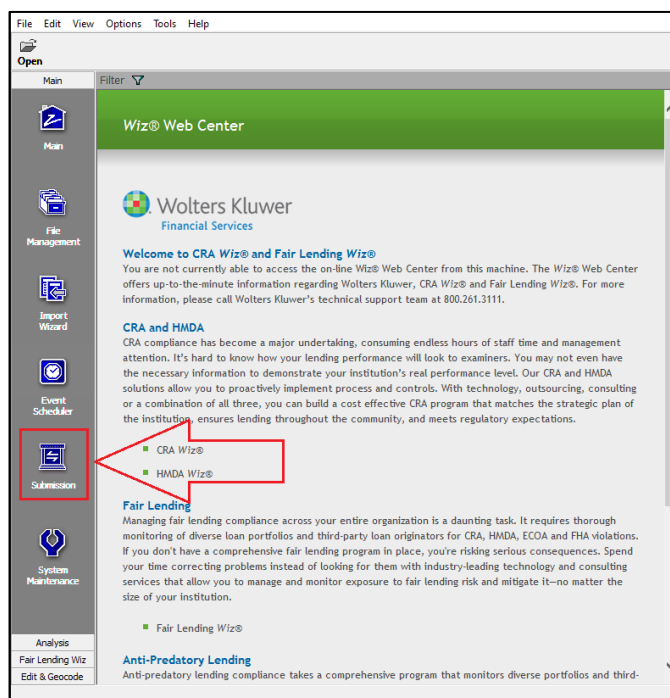 File Edit View Options Tools Help
Open
Main
Filter
Main
File
Management
Import
Wizard
Event
Scheduler
Submission
System
Maintenance
Analysis
Fair Lending Wiz
Edit & Geocode
Wiz® Web Center
Wolters Kluwer
Financial Services
Welcome to CRA Wiz® and Fair Lending Wiz®
You are not currently able to access the on-line Wiz® Web Center from this machine. The Wiz® Web Center
offers up-to-the-minute information regarding Wolters Kluwer, CRA Wiz® and Fair Lending Wiz®. For more
information, please call Wolters Kluwer's technical support team at 800.261.3111.
CRA and HMDA
CRA compliance has become a major undertaking, consuming endless hours of staff time and management
attention. It's hard to know how your lending performance will look to examiners. You may not even have
the necessary information to demonstrate your institution's real performance level. Our CRA and HMDA
solutions allow you to proactively implement process and controls. With technology, outsourcing, consulting
or a combination of all three, you can build a cost effective CRA program that matches the strategic plan of
the institution, ensures lending throughout the community, and meets regulatory expectations.
CRA Wiz®
HMDA Wiz®
Fair Lending
Managing fair lending compliance across your entire organization is a daunting task. It requires thorough
monitoring of diverse loan portfolios and third-party loan originators for CRA, HMDA, ECOA and FHA violations.
If you don't have a comprehensive fair lending program in place, you're risking serious consequences. Spend
your time correcting problems instead of looking for them with industry-leading technology and consulting
services that allow you to manage and monitor exposure to fair lending risk and mitigate it—no matter the
size of your institution.
Fair Lending Wiz®
Anti-Predatory Lending
Anti-predatory lending compliance takes a comprehensive program that monitors diverse portfolios and third-